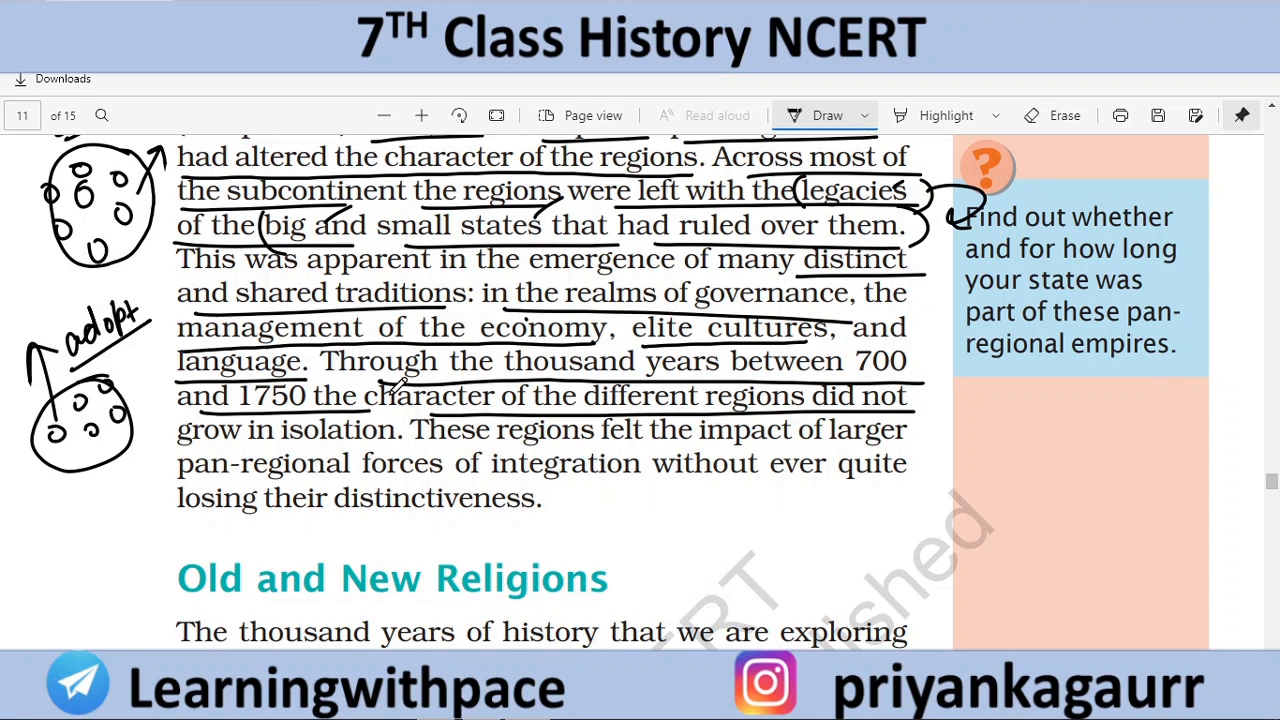 7TH Class History NCERT
Downloads
11 of 15 Page view Read aloud Draw Highlight Erase
had altered the character of the regions. Across most of
the subcontinent the regions were left with the legacies
of the big and small states that had ruled over them.
This was apparent in the emergence of many distinct
and shared traditions: in the realms of governance, the
management of the economy, elite cultures, and
language. Through the thousand years between 700
and 1750 the character of the different regions did not
grow in isolation. These regions felt the impact of larger
pan-regional forces of integration without ever quite
losing their distinctiveness.
adopt
?
Find out whether
and for how long
your state was
part of these pan-
regional empires.
Old and New Religions
The thousand years of history that we are exploring
Learningwithpace
priyankagaurr